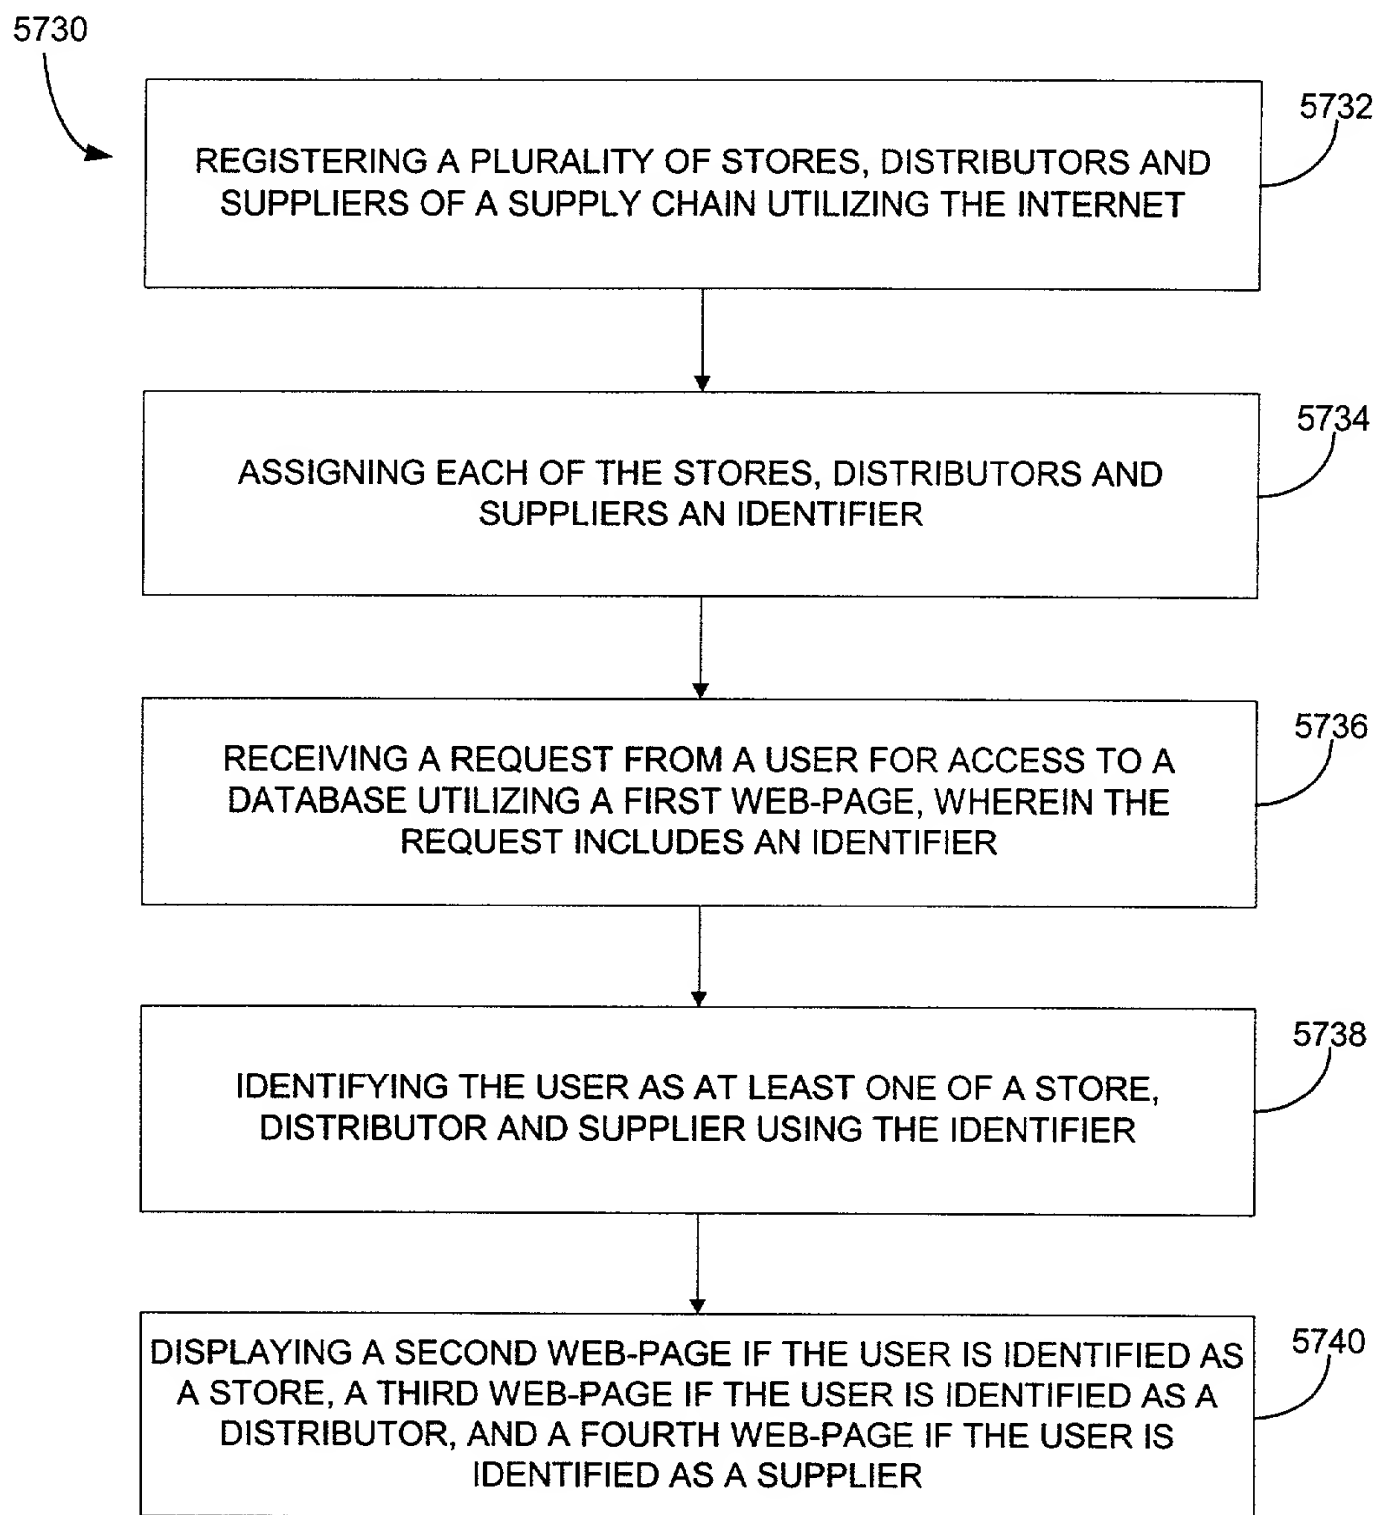 5730
5732
REGISTERING A PLURALITY OF STORES, DISTRIBUTORS AND
SUPPLIERS OF A SUPPLY CHAIN UTILIZING THE INTERNET
5734
ASSIGNING EACH OF THE STORES, DISTRIBUTORS AND
SUPPLIERS AN IDENTIFIER
5736
RECEIVING A REQUEST FROM A USER FOR ACCESS TO A
DATABASE UTILIZING A FIRST WEB-PAGE, WHEREIN THE
REQUEST INCLUDES AN IDENTIFIER
5738
IDENTIFYING THE USER AS AT LEAST ONE OF A STORE,
DISTRIBUTOR AND SUPPLIER USING THE IDENTIFIER
5740
DISPLAYING A SECOND WEB-PAGE IF THE USER IS IDENTIFIED AS
A STORE, A THIRD WEB-PAGE IF THE USER IS IDENTIFIED AS A
DISTRIBUTOR, AND A FOURTH WEB-PAGE IF THE USER IS
IDENTIFIED AS A SUPPLIER